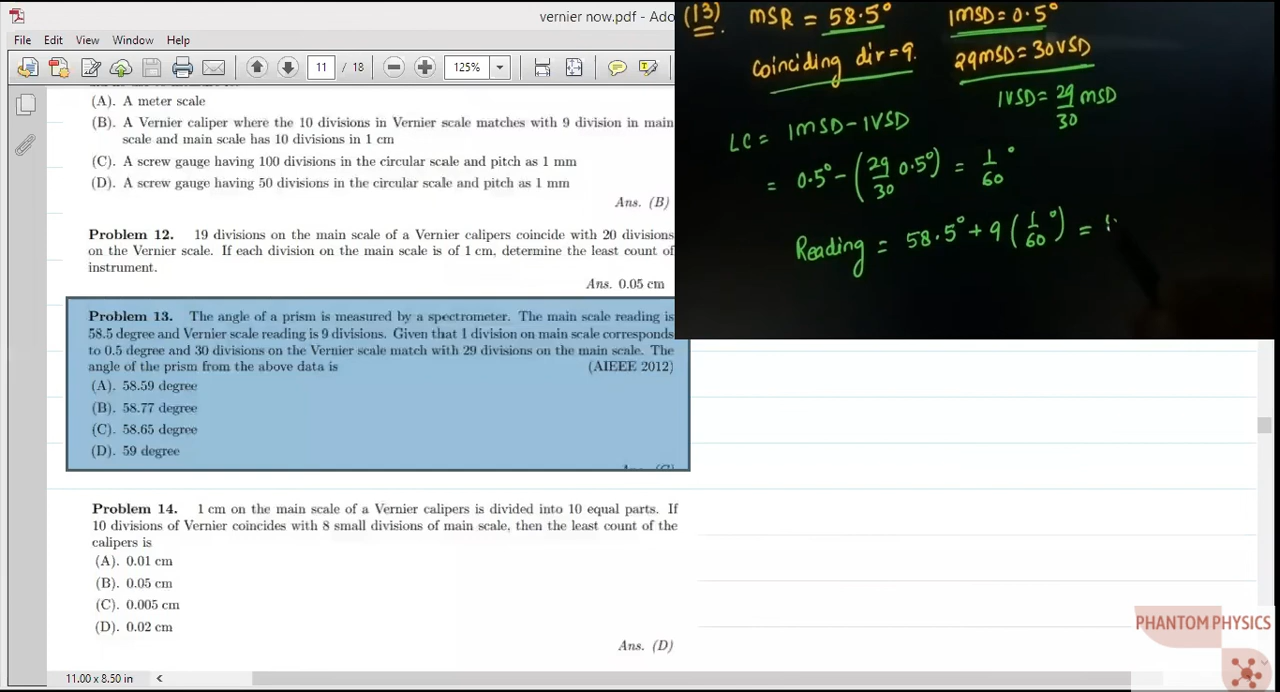 vernier now.pdf - Ado
File Edit View Window Help
11 / 18 125%
(A). A meter scale
(B). A Vernier caliper where the 10 divisions in Vernier scale matches with 9 division in main
scale and main scale has 10 divisions in 1 cm
(C). A screw gauge having 100 divisions in the circular scale and pitch as 1 mm
(D). A screw gauge having 50 divisions in the circular scale and pitch as 1 mm
Ans. (B)
Problem 12. 19 divisions on the main scale of a Vernier calipers coincide with 20 divisions
on the Vernier scale. If each division on the main scale is of 1 cm, determine the least count of
instrument.
Ans. 0.05 cm
Problem 13. The angle of a prism is measured by a spectrometer. The main scale reading is
58.5 degree and Vernier scale reading is 9 divisions. Given that 1 division on main scale corresponds
to 0.5 degree and 30 divisions on the Vernier scale match with 29 divisions on the main scale. The
angle of the prism from the above data is (AIEEE 2012)
(A). 58.59 degree
(B). 58.77 degree
(C). 58.65 degree
(D). 59 degree
Problem 14. 1 cm on the main scale of a Vernier calipers is divided into 10 equal parts. If
10 divisions of Vernier coincides with 8 small divisions of main scale, then the least count of the
calipers is
(A). 0.01 cm
(B). 0.05 cm
(C). 0.005 cm
(D). 0.02 cm
Ans. (D)
11.00 x 8.50 in
(13) MSR = 58.5° 1MSD = 0.5°
Coinciding div = 9. 29MSD = 30VSD
1VSD = 29/30 MSD
LC = 1MSD - 1VSD
= 0.5° - (29/30 0.5°) = 1/60°
Reading = 58.5° + 9 (1/60°) =
PHANTOM PHYSICS